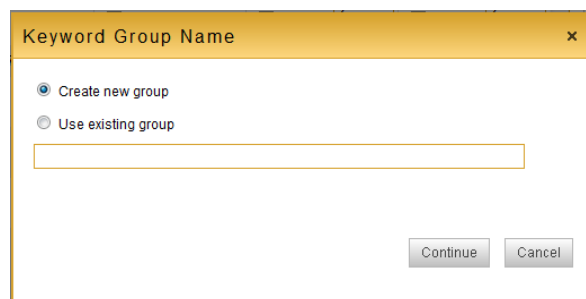 Keyword Group Name
Create new group
Use existing group
Continue Cancel